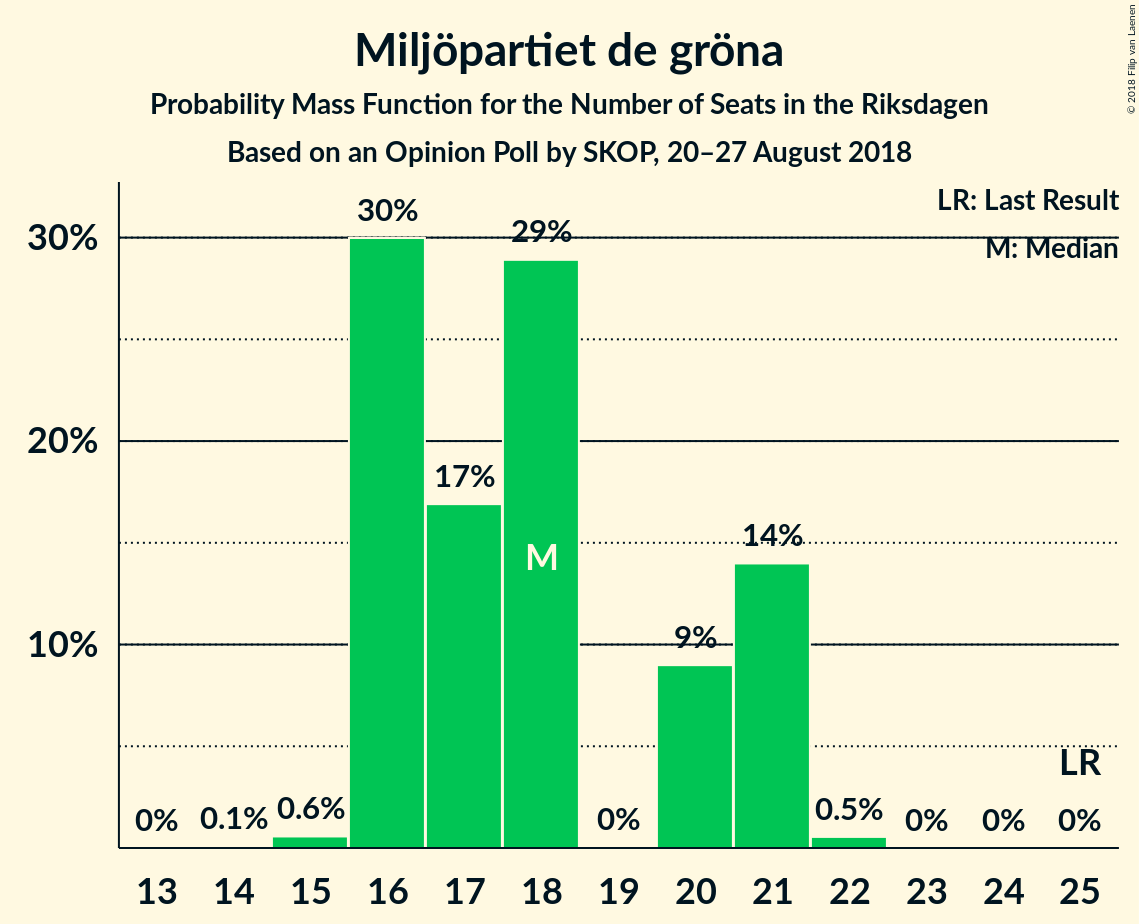 Miljöpartiet de gröna
Probability Mass Function for the Number of Seats in the Riksdagen
Based on an Opinion Poll by SKOP, 20–27 August 2018
© 2018 Filip van Laenen
LR: Last Result
M: Median
30%
20%
10%
0%
0.1%
0.6%
30%
17%
29%
0%
9%
14%
0.5%
0%
0%
0%
M
LR
13 14 15 16 17 18 19 20 21 22 23 24 25